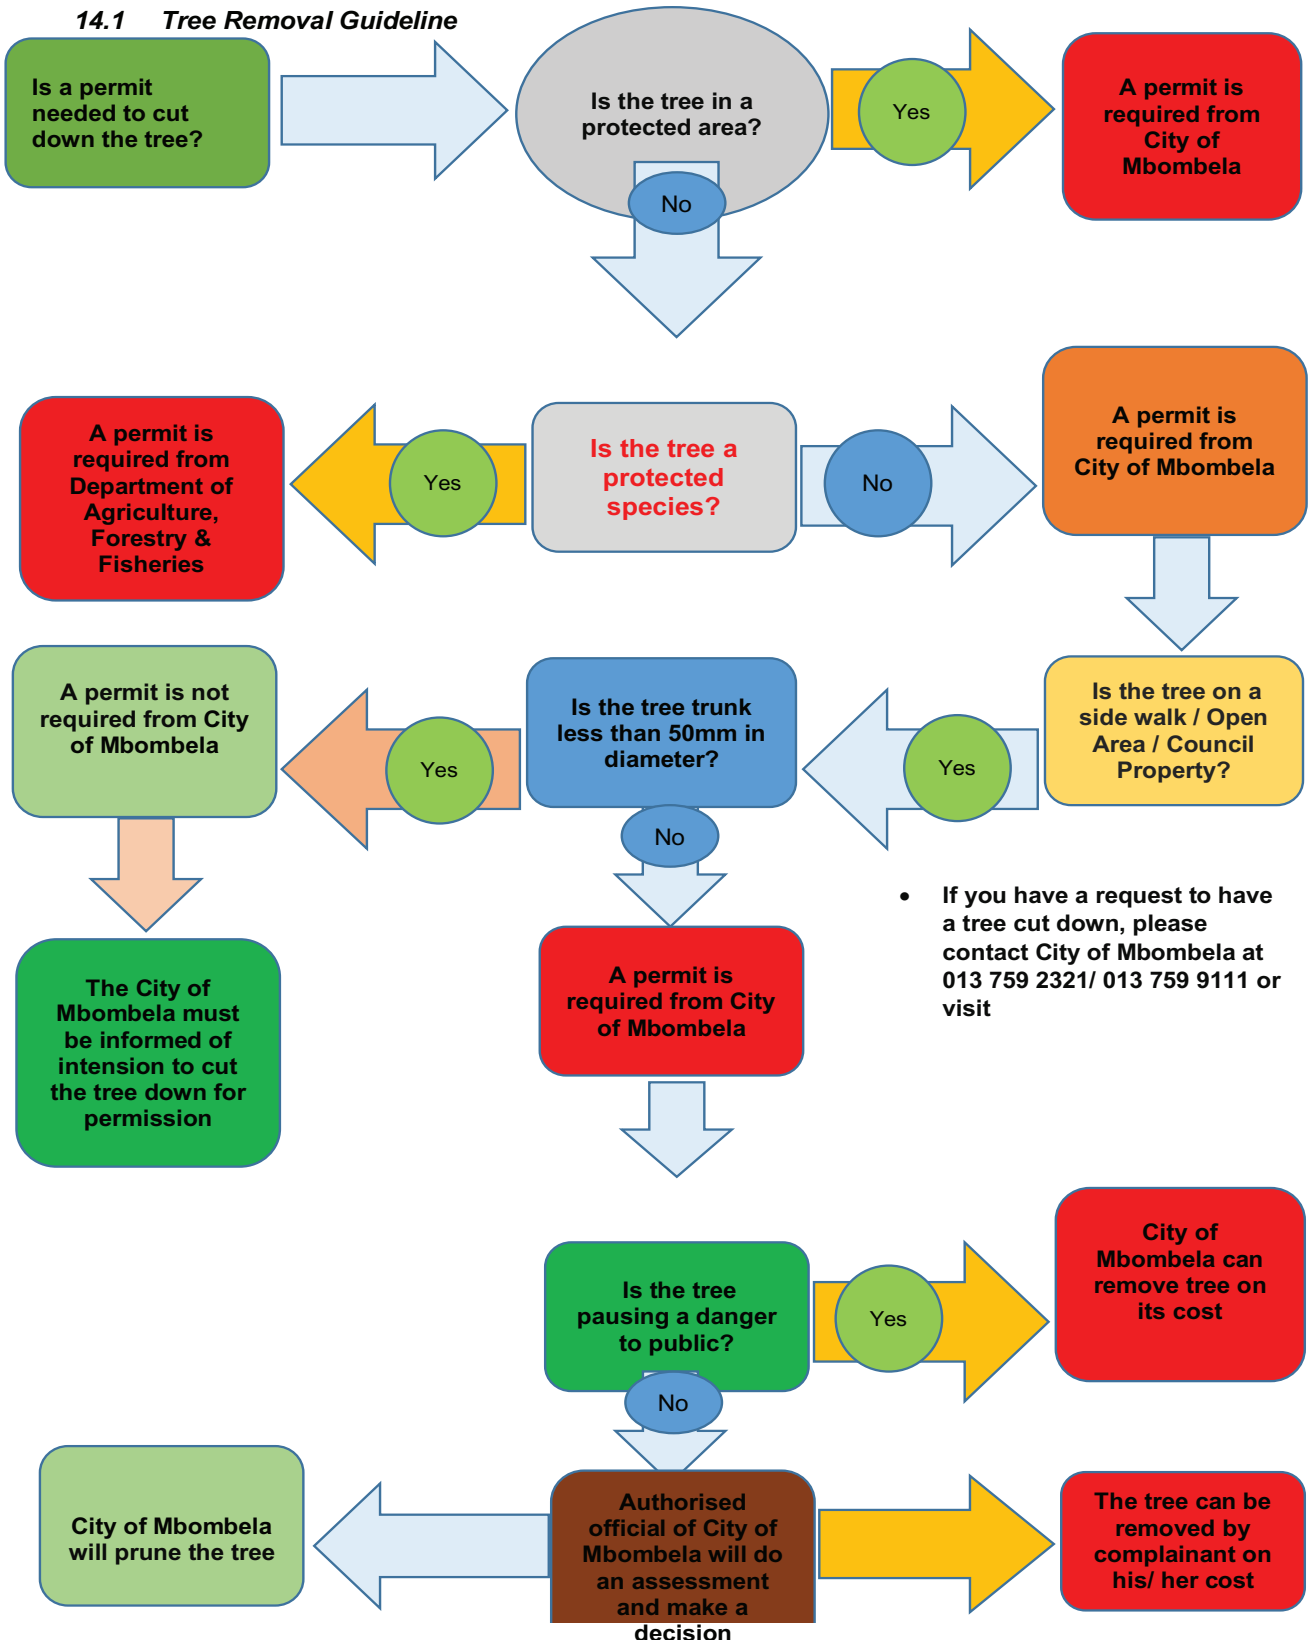 14.1 Tree Removal Guideline
Is a permit
needed to cut
down the tree?
Is the tree in a
protected area?
Yes
A permit is
required from
City of
Mbombela
No
A permit is
required from
Department of
Agriculture,
Forestry &
Fisheries
Yes
Is the tree a
protected
species?
No
A permit is
required from
City of Mbombela
A permit is not
required from City
of Mbombela
Yes
Is the tree trunk
less than 50mm in
diameter?
Yes
Is the tree on a
side walk / Open
Area / Council
Property?
No
• If you have a request to have
a tree cut down, please
contact City of Mbombela at
013 759 2321/ 013 759 9111 or
visit
The City of
Mbombela must
be informed of
intension to cut
the tree down for
permission
A permit is
required from City
of Mbombela
Is the tree
pausing a danger
to public?
Yes
City of
Mbombela can
remove tree on
its cost
No
City of Mbombela
will prune the tree
Authorised
official of City of
Mbombela will do
an assessment
and make a
decision
The tree can be
removed by
complainant on
his/ her cost